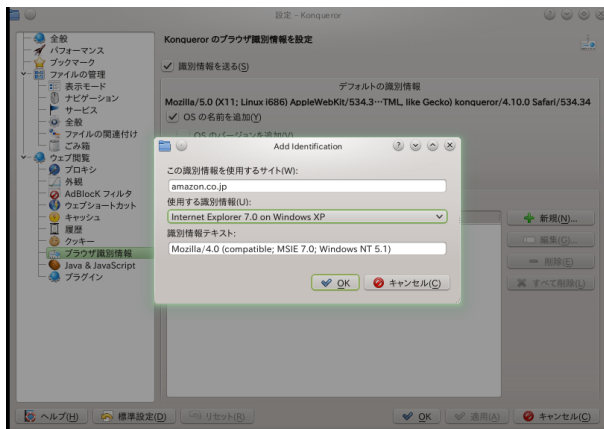 設定 – Konqueror
全般
パフォーマンス
ブックマーク
ファイルの管理
表示モード
ナビゲーション
サービス
全般
ファイルの関連付け
ごみ箱
ウェブ閲覧
プロキシ
外観
AdBlocK フィルタ
ウェブショートカット
キャッシュ
履歴
クッキー
ブラウザ識別情報
Java & JavaScript
プラグイン
Konqueror のブラウザ識別情報を設定
識別情報を送る(S)
デフォルトの識別情報
Mozilla/5.0 (X11; Linux i686) AppleWebKit/534.3···TML, like Gecko) konqueror/4.10.0 Safari/534.34
OS の名前を追加(Y)
OS のバージョンを追加(V)
Add Identification
この識別情報を使用するサイト(W):
amazon.co.jp
使用する識別情報(U):
Internet Explorer 7.0 on Windows XP
識別情報テキスト:
Mozilla/4.0 (compatible; MSIE 7.0; Windows NT 5.1)
OK
キャンセル(C)
新規(N)...
編集(G)...
削除(E)
すべて削除(L)
ヘルプ(H)
標準設定(D)
リセット(R)
OK
適用(A)
キャンセル(C)